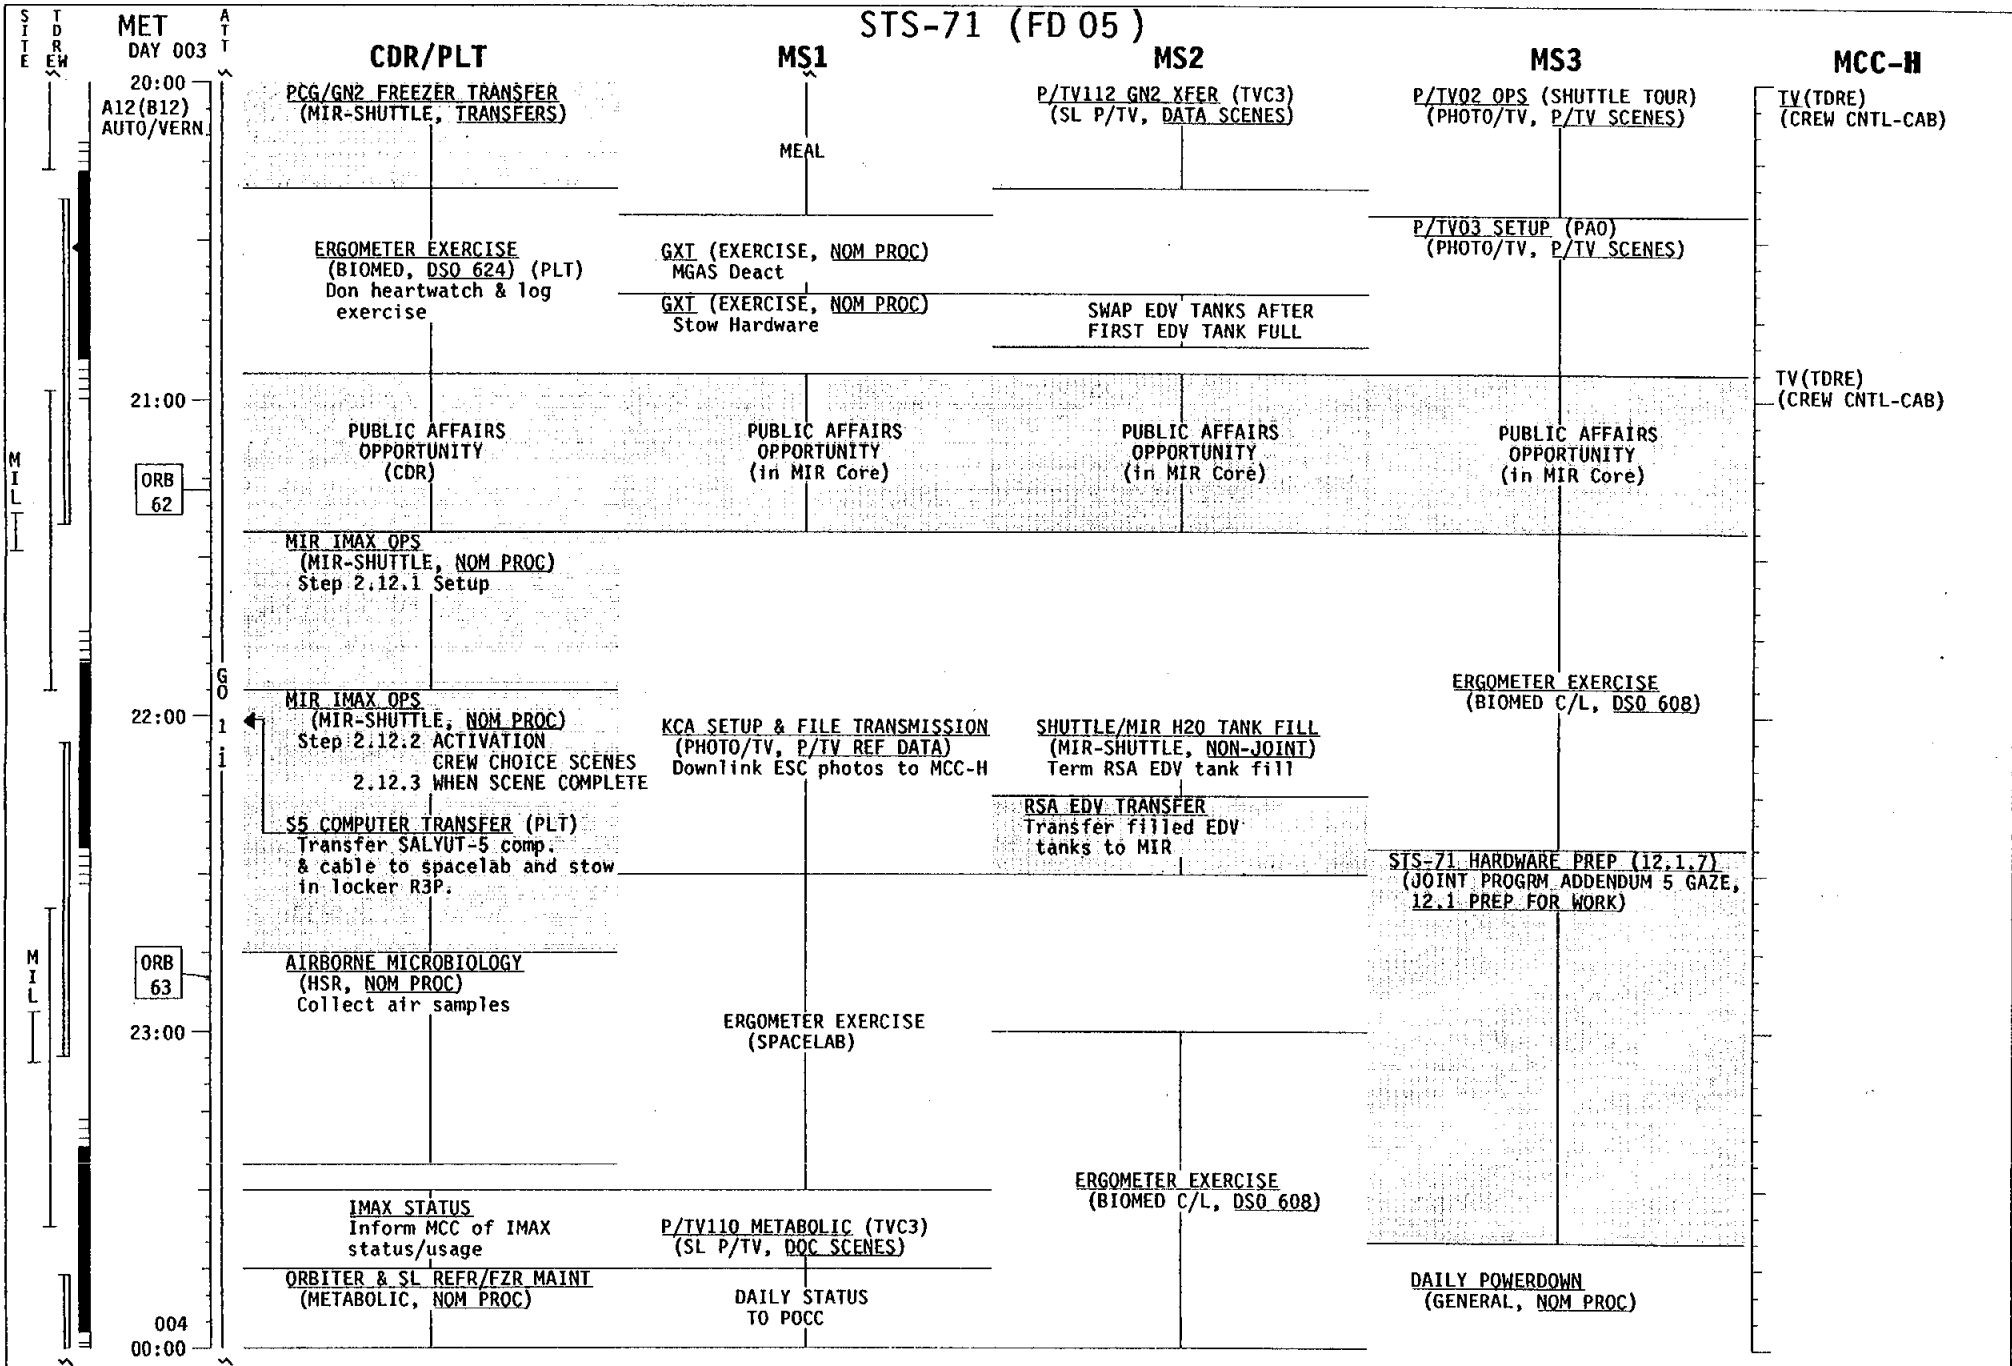 STS-71 (FD 05)
SITE
TDRE
EW
MET
DAY 003
ATT
CDR/PLT
MS1
MS2
MS3
MCC-H
20:00
A12(B12)
AUTO/VERN
21:00
MIL
ORB
62
GO 1 i
22:00
MIL
ORB
63
23:00
004
00:00
PCG/GN2 FREEZER TRANSFER
(MIR-SHUTTLE, TRANSFERS)
ERGOMETER EXERCISE
(BIOMED, DSO 624) (PLT)
Don heartwatch & log
exercise
PUBLIC AFFAIRS
OPPORTUNITY
(CDR)
MIR IMAX OPS
(MIR-SHUTTLE, NOM PROC)
Step 2.12.1 Setup
MIR IMAX OPS
(MIR-SHUTTLE, NOM PROC)
Step 2.12.2 ACTIVATION
CREW CHOICE SCENES
2.12.3 WHEN SCENE COMPLETE
S5 COMPUTER TRANSFER (PLT)
Transfer SALYUT-5 comp.
& cable to spacelab and stow
in locker R3P.
AIRBORNE MICROBIOLOGY
(HSR, NOM PROC)
Collect air samples
IMAX STATUS
Inform MCC of IMAX
status/usage
ORBITER & SL REFR/FZR MAINT
(METABOLIC, NOM PROC)
MEAL
GXT (EXERCISE, NOM PROC)
MGAS Deact
GXT (EXERCISE, NOM PROC)
Stow Hardware
PUBLIC AFFAIRS
OPPORTUNITY
(in MIR Core)
KCA SETUP & FILE TRANSMISSION
(PHOTO/TV, P/TV REF DATA)
Downlink ESC photos to MCC-H
ERGOMETER EXERCISE
(SPACELAB)
P/TV110 METABOLIC (TVC3)
(SL P/TV, DOC SCENES)
DAILY STATUS
TO POCC
P/TV112 GN2 XFER (TVC3)
(SL P/TV, DATA SCENES)
SWAP EDV TANKS AFTER
FIRST EDV TANK FULL
PUBLIC AFFAIRS
OPPORTUNITY
(in MIR Core)
SHUTTLE/MIR H2O TANK FILL
(MIR-SHUTTLE, NON-JOINT)
Term RSA EDV tank fill
RSA EDV TRANSFER
Transfer filled EDV
tanks to MIR
ERGOMETER EXERCISE
(BIOMED C/L, DSO 608)
P/TV02 OPS (SHUTTLE TOUR)
(PHOTO/TV, P/TV SCENES)
P/TV03 SETUP (PAO)
(PHOTO/TV, P/TV SCENES)
PUBLIC AFFAIRS
OPPORTUNITY
(in MIR Core)
ERGOMETER EXERCISE
(BIOMED C/L, DSO 608)
STS-71 HARDWARE PREP (12.1.7)
(JOINT PROGRM ADDENDUM 5 GAZE,
12.1 PREP FOR WORK)
DAILY POWERDOWN
(GENERAL, NOM PROC)
TV(TDRE)
(CREW CNTL-CAB)
TV(TDRE)
(CREW CNTL-CAB)